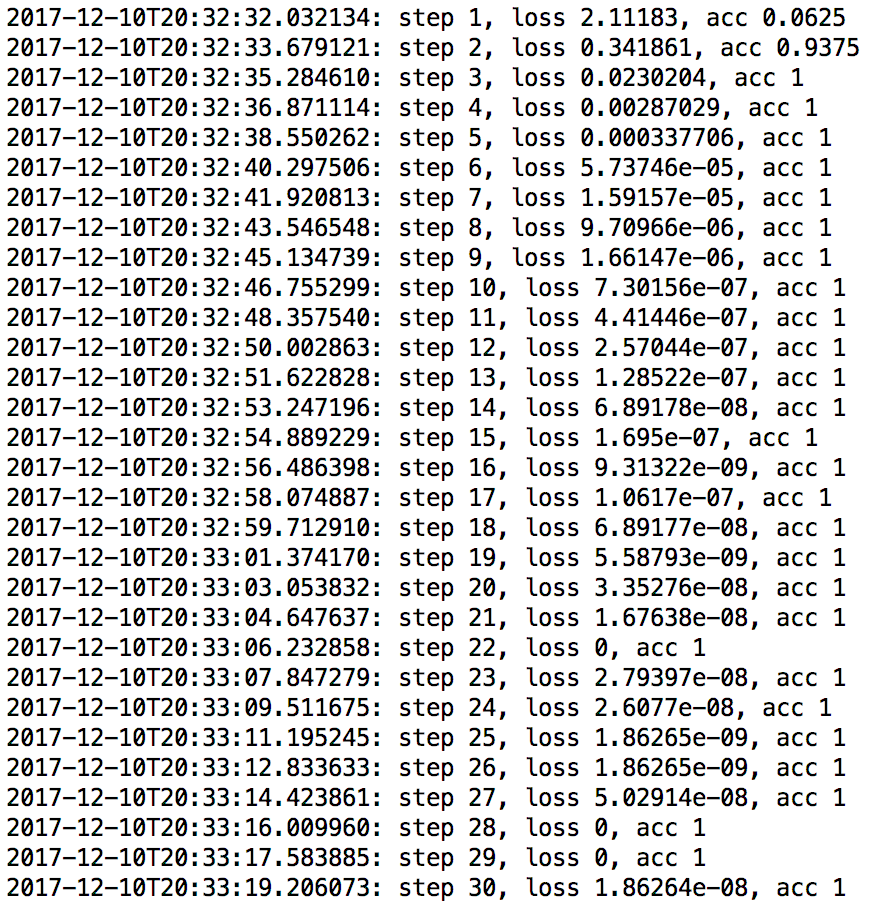 2017-12-10T20:32:32.032134: step 1, loss 2.11183, acc 0.0625
2017-12-10T20:32:33.679121: step 2, loss 0.341861, acc 0.9375
2017-12-10T20:32:35.284610: step 3, loss 0.0230204, acc 1
2017-12-10T20:32:36.871114: step 4, loss 0.00287029, acc 1
2017-12-10T20:32:38.550262: step 5, loss 0.000337706, acc 1
2017-12-10T20:32:40.297506: step 6, loss 5.73746e-05, acc 1
2017-12-10T20:32:41.920813: step 7, loss 1.59157e-05, acc 1
2017-12-10T20:32:43.546548: step 8, loss 9.70966e-06, acc 1
2017-12-10T20:32:45.134739: step 9, loss 1.66147e-06, acc 1
2017-12-10T20:32:46.755299: step 10, loss 7.30156e-07, acc 1
2017-12-10T20:32:48.357540: step 11, loss 4.41446e-07, acc 1
2017-12-10T20:32:50.002863: step 12, loss 2.57044e-07, acc 1
2017-12-10T20:32:51.622828: step 13, loss 1.28522e-07, acc 1
2017-12-10T20:32:53.247196: step 14, loss 6.89178e-08, acc 1
2017-12-10T20:32:54.889229: step 15, loss 1.695e-07, acc 1
2017-12-10T20:32:56.486398: step 16, loss 9.31322e-09, acc 1
2017-12-10T20:32:58.074887: step 17, loss 1.0617e-07, acc 1
2017-12-10T20:32:59.712910: step 18, loss 6.89177e-08, acc 1
2017-12-10T20:33:01.374170: step 19, loss 5.58793e-09, acc 1
2017-12-10T20:33:03.053832: step 20, loss 3.35276e-08, acc 1
2017-12-10T20:33:04.647637: step 21, loss 1.67638e-08, acc 1
2017-12-10T20:33:06.232858: step 22, loss 0, acc 1
2017-12-10T20:33:07.847279: step 23, loss 2.79397e-08, acc 1
2017-12-10T20:33:09.511675: step 24, loss 2.6077e-08, acc 1
2017-12-10T20:33:11.195245: step 25, loss 1.86265e-09, acc 1
2017-12-10T20:33:12.833633: step 26, loss 1.86265e-09, acc 1
2017-12-10T20:33:14.423861: step 27, loss 5.02914e-08, acc 1
2017-12-10T20:33:16.009960: step 28, loss 0, acc 1
2017-12-10T20:33:17.583885: step 29, loss 0, acc 1
2017-12-10T20:33:19.206073: step 30, loss 1.86264e-08, acc 1